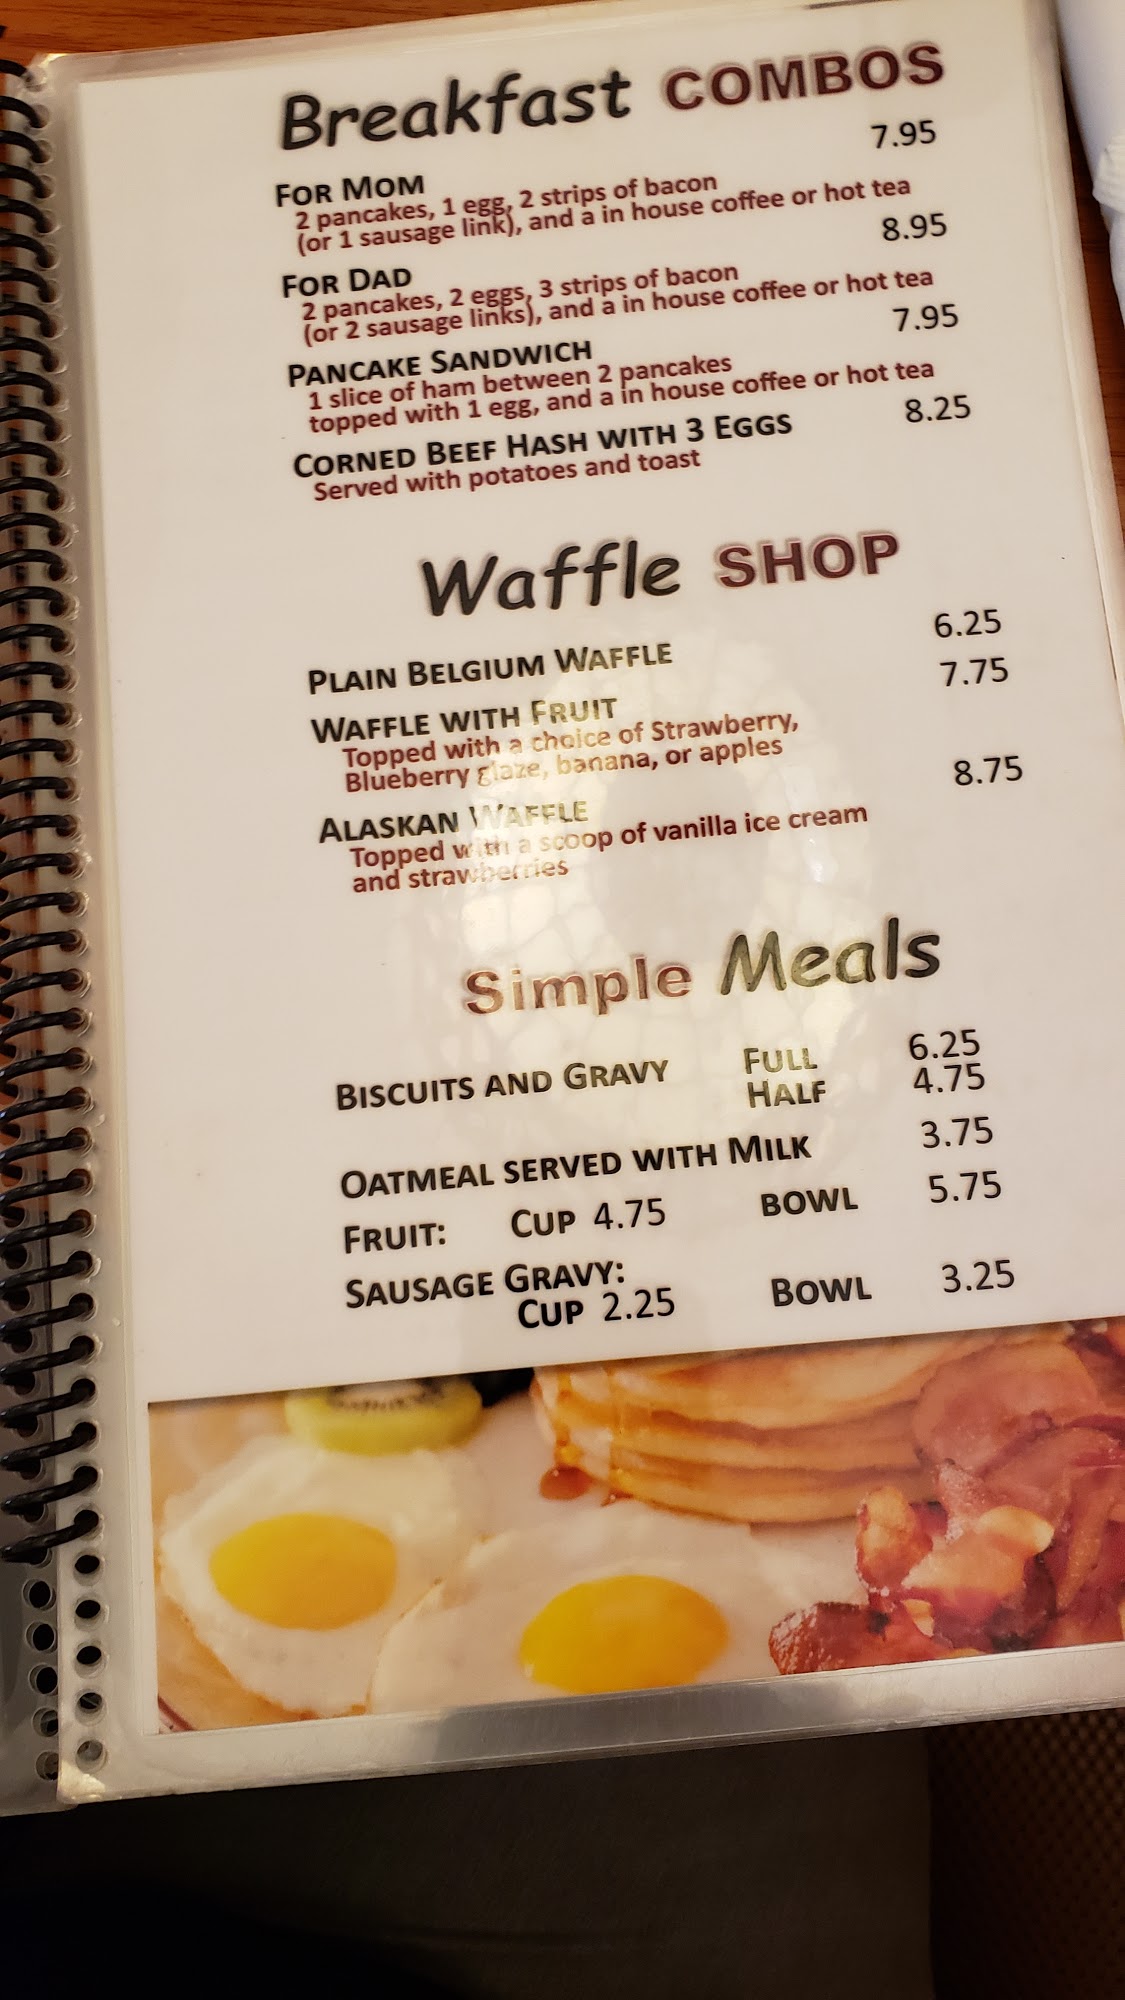 Breakfast COMBOS
FOR MOM 7.95
2 pancakes, 1 egg, 2 strips of bacon
(or 1 sausage link), and a in house coffee or hot tea
FOR DAD 8.95
2 pancakes, 2 eggs, 3 strips of bacon
(or 2 sausage links), and a in house coffee or hot tea
PANCAKE SANDWICH 7.95
1 slice of ham between 2 pancakes
topped with 1 egg, and a in house coffee or hot tea
CORNED BEEF HASH WITH 3 EGGS 8.25
Served with potatoes and toast
Waffle SHOP
PLAIN BELGIUM WAFFLE 6.25
WAFFLE WITH FRUIT 7.75
Topped with a choice of Strawberry,
Blueberry glaze, banana, or apples
ALASKAN WAFFLE 8.75
Topped with a scoop of vanilla ice cream
and strawberries
Simple Meals
BISCUITS AND GRAVY FULL 6.25
HALF 4.75
OATMEAL SERVED WITH MILK 3.75
FRUIT: CUP 4.75 BOWL 5.75
SAUSAGE GRAVY:
CUP 2.25 BOWL 3.25